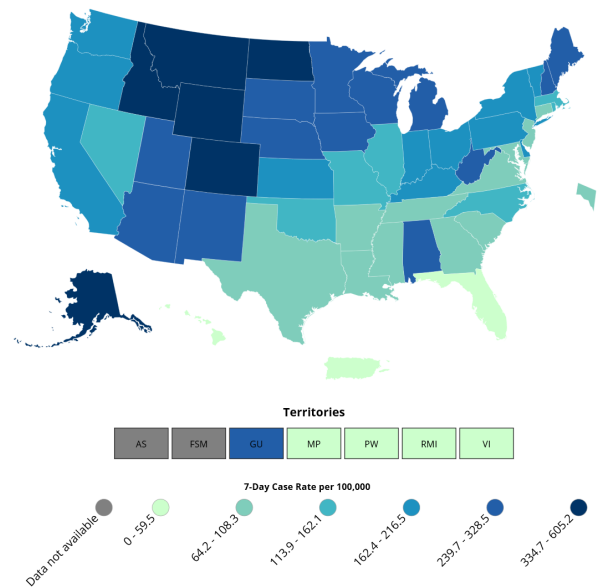 Territories
AS FSM GU MP PW RMI VI
7-Day Case Rate per 100,000
Data not available
0 - 59.5
64.2 - 108.3
113.9 - 162.1
162.4 - 216.5
239.7 - 328.5
334.7 - 605.2